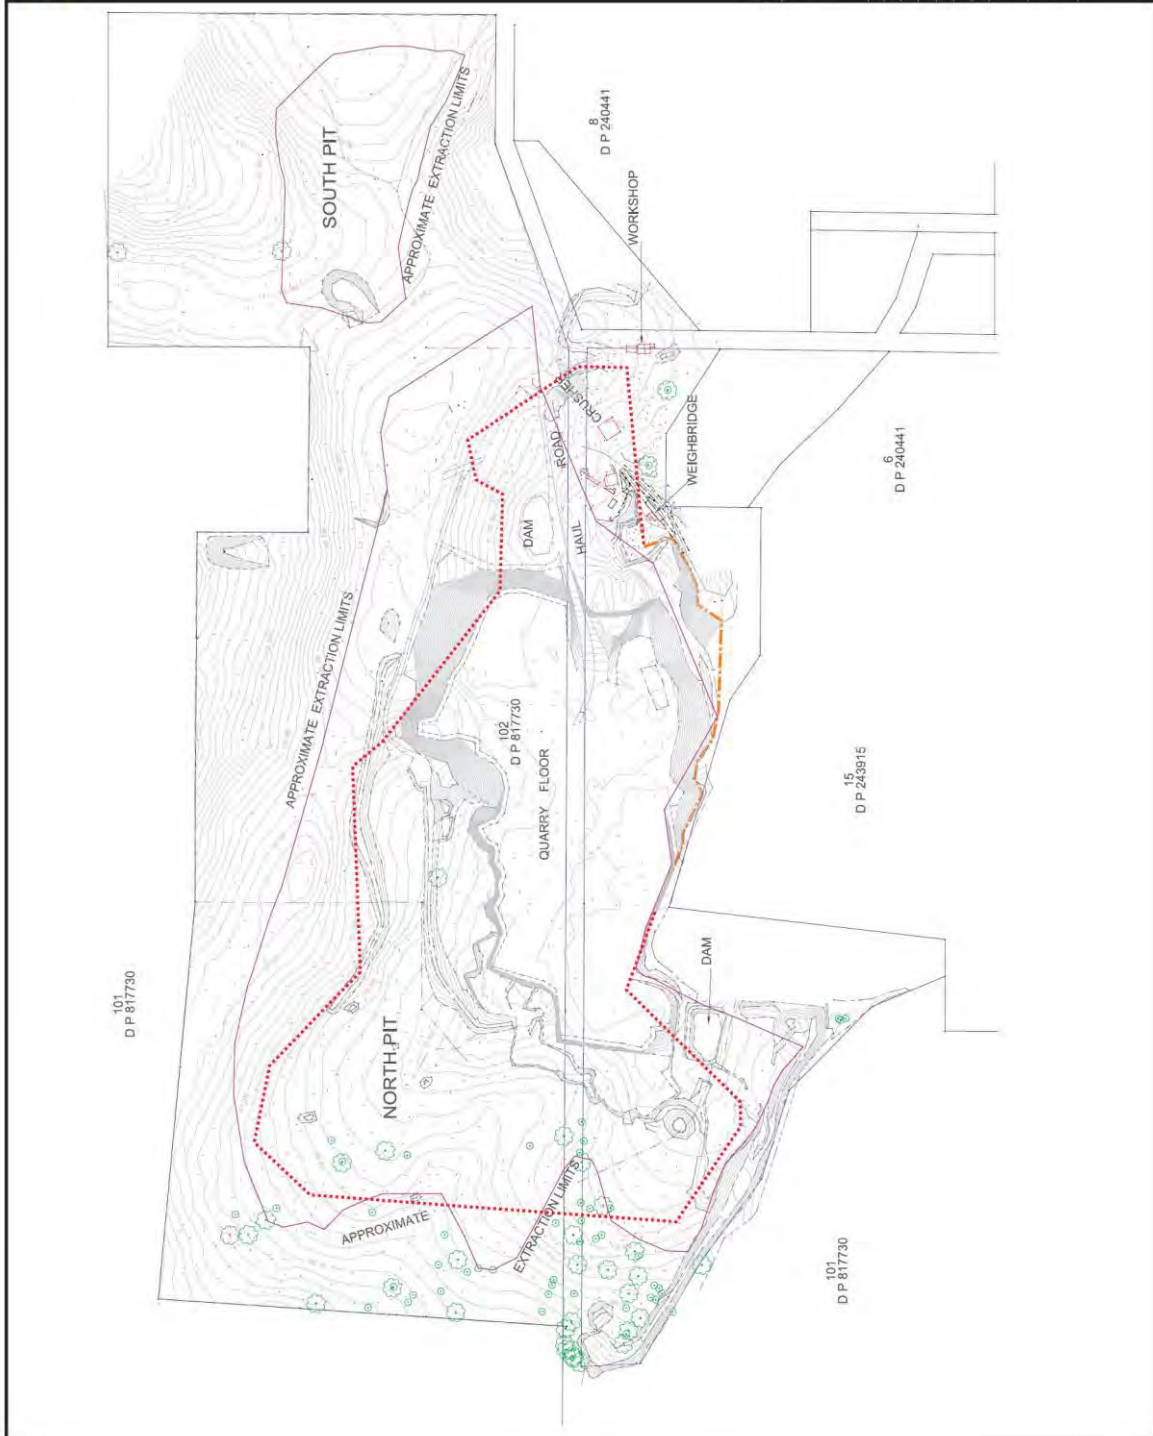 SOUTH PIT
APPROXIMATE EXTRACTION LIMITS
8
D P 240441
WORKSHOP
CRUSHER
ROAD
HAUL
WEIGHBRIDGE
6
D P 240441
DAM
APPROXIMATE EXTRACTION LIMITS
102
D P 817730
QUARRY FLOOR
15
D P 243915
101
D P 817730
DAM
NORTH PIT
APPROXIMATE
EXTRACTION LIMITS
101
D P 817730